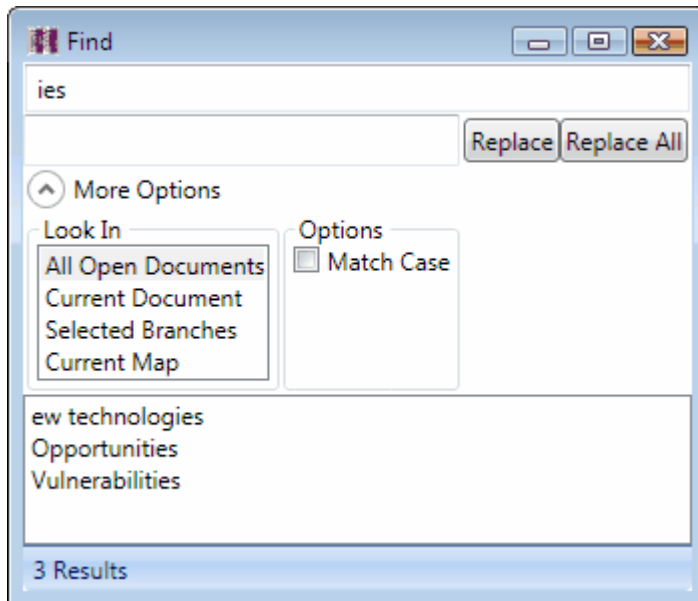 Find
ies
Replace Replace All
More Options
Look In
All Open Documents
Current Document
Selected Branches
Current Map
Options
Match Case
ew technologies
Opportunities
Vulnerabilities
3 Results